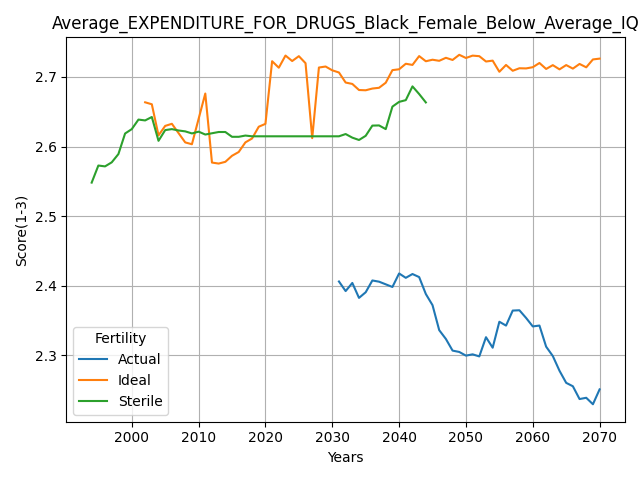 Average_EXPENDITURE_FOR_DRUGS_Black_Female_Below_Average_IQ
Score(1-3)
2.7
2.6
2.5
2.4
2.3
Fertility
Actual
Ideal
Sterile
2000 2010 2020 2030 2040 2050 2060 2070
Years